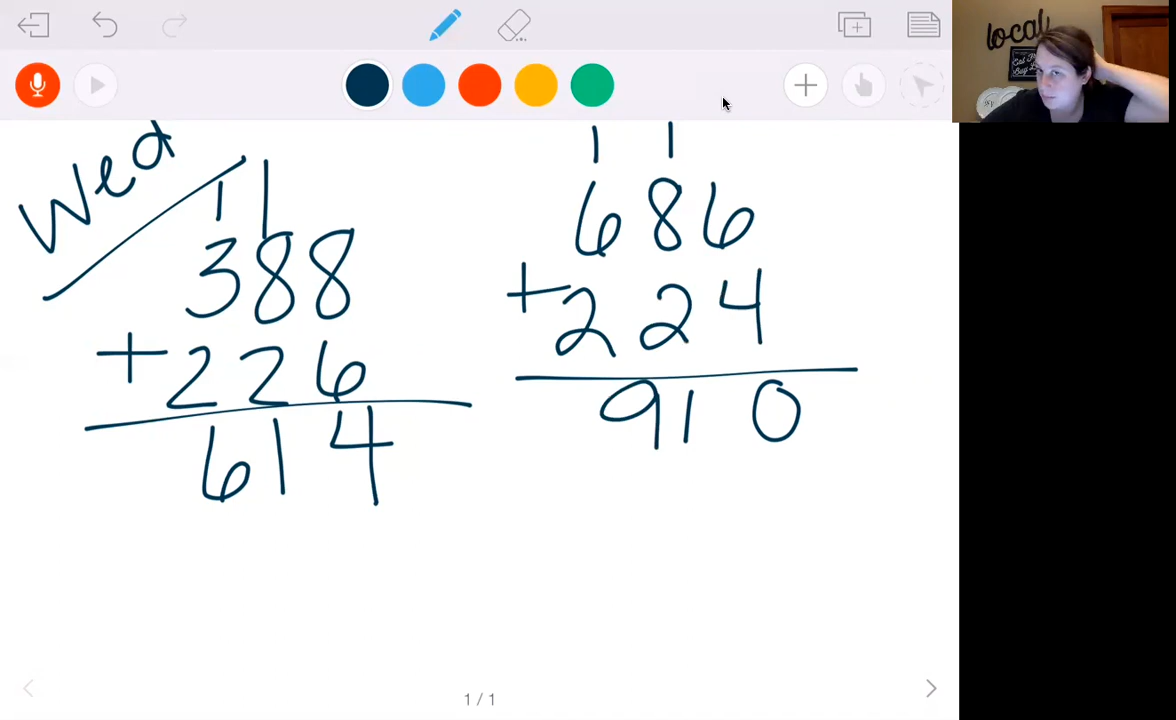 local
Wed
1 1
388
+ 226
614
1 1
686
+ 224
910
1 / 1